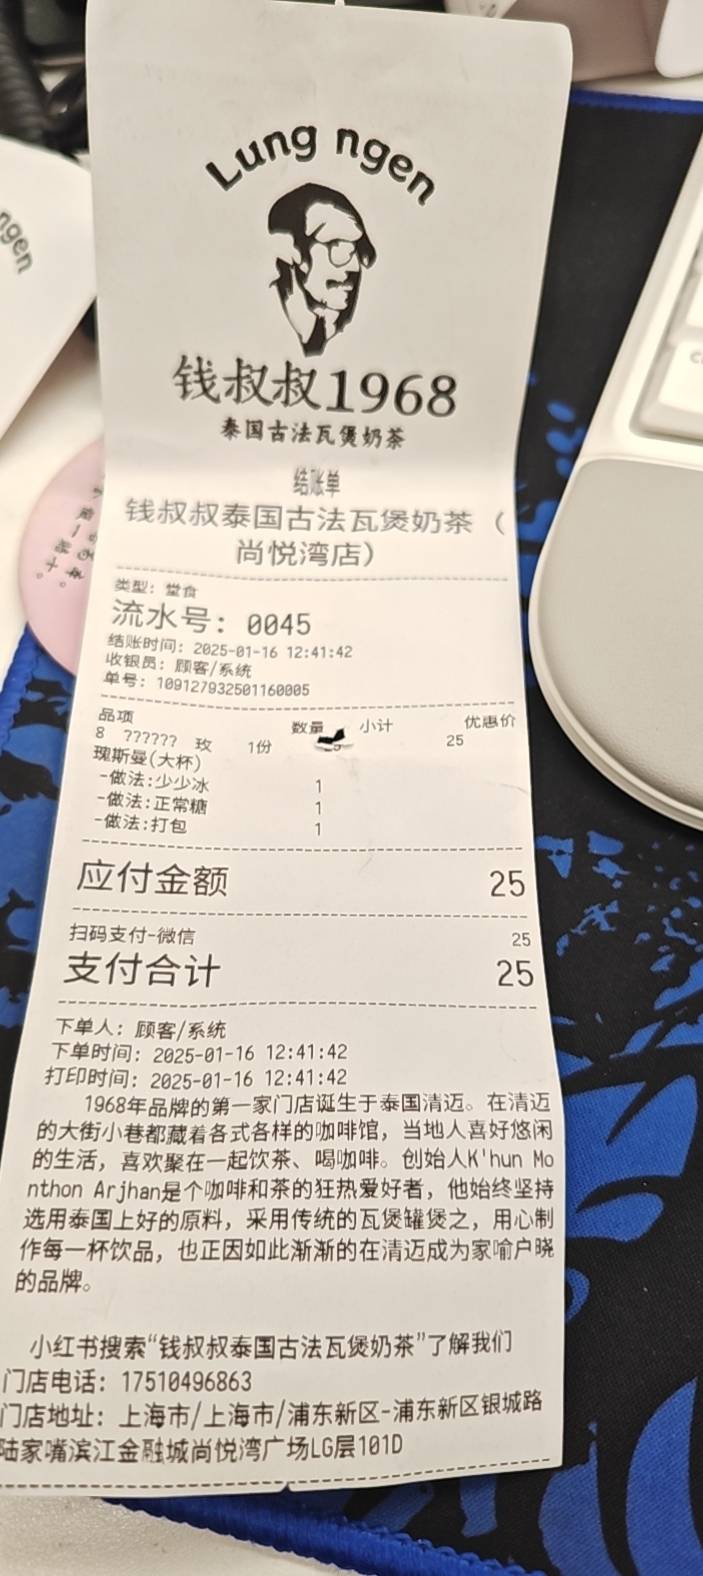 Lung ngen
钱叔叔1968
泰国古法瓦煲奶茶
结账单
钱叔叔泰国古法瓦煲奶茶（
尚悦湾店）
类型：堂食
流水号：0045
结账时间：2025-01-16 12:41:42
收银员：顾客/系统
单号：109127932501160005
品项 数量 小计 优惠价
8 ?????? 玫 1份 25
瑰斯曼(大杯)
-做法:少少冰 1
-做法:正常糖 1
-做法:打包 1
应付金额 25
扫码支付-微信 25
支付合计 25
下单人：顾客/系统
下单时间：2025-01-16 12:41:42
打印时间：2025-01-16 12:41:42
1968年品牌的第一家门店诞生于泰国清迈。在清迈
的大街小巷都藏着各式各样的咖啡馆，当地人喜好悠闲
的生活，喜欢聚在一起饮茶、喝咖啡。创始人K'hun Mo
nthon Arjhan是个咖啡和茶的狂热爱好者，他始终坚持
选用泰国上好的原料，采用传统的瓦煲罐煲之，用心制
作每一杯饮品，也正因如此渐渐的在清迈成为家喻户晓
的品牌。
小红书搜索“钱叔叔泰国古法瓦煲奶茶”了解我们
门店电话：17510496863
门店地址：上海市/上海市/浦东新区-浦东新区银城路
陆家嘴滨江金融城尚悦湾广场LG层101D
ngen